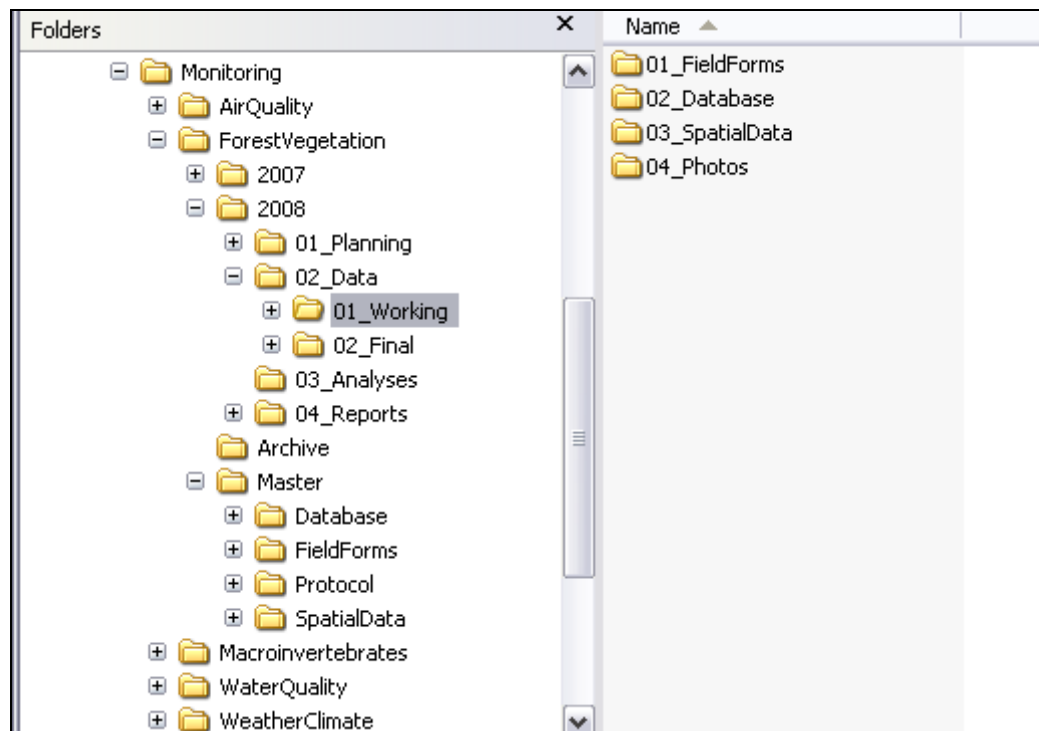 Folders
Monitoring
AirQuality
ForestVegetation
2007
2008
01_Planning
02_Data
01_Working
02_Final
03_Analyses
04_Reports
Archive
Master
Database
FieldForms
Protocol
SpatialData
Macroinvertebrates
WaterQuality
WeatherClimate
Name
01_FieldForms
02_Database
03_SpatialData
04_Photos